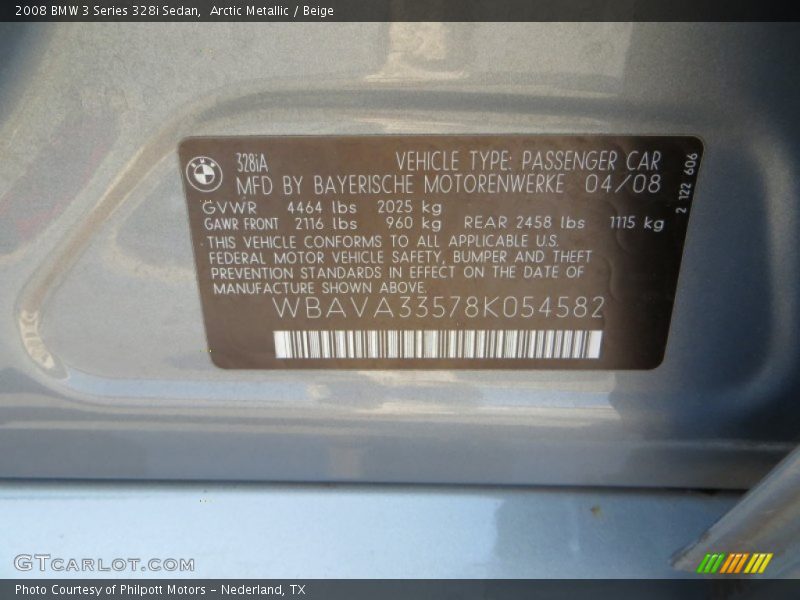 2008 BMW 3 Series 328i Sedan,  Arctic Metallic / Beige
328iA VEHICLE TYPE: PASSENGER CAR
MFD BY BAYERISCHE MOTORENWERKE 04/08
GVWR 4464 lbs 2025 kg
GAWR FRONT 2116 lbs 960 kg REAR 2458 lbs 1115 kg
THIS VEHICLE CONFORMS TO ALL APPLICABLE U.S.
FEDERAL MOTOR VEHICLE SAFETY, BUMPER AND THEFT
PREVENTION STANDARDS IN EFFECT ON THE DATE OF
MANUFACTURE SHOWN ABOVE.
WBAVA33578K054582
2 122 606
GTCARLOT.COM
Photo Courtesy of Philpott Motors – Nederland, TX